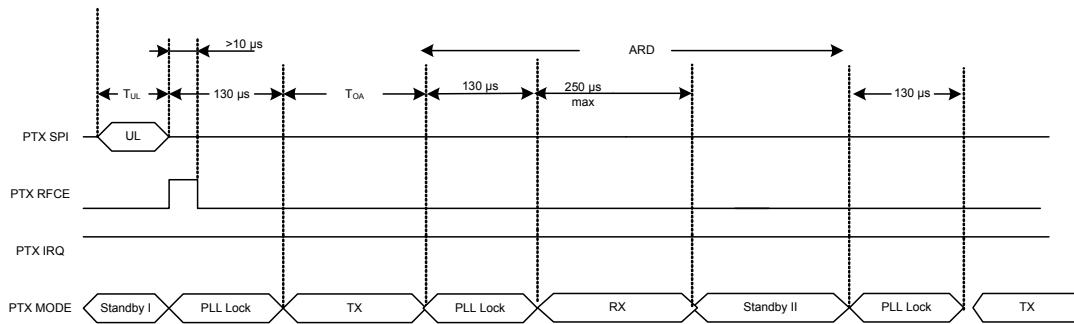 >10 µs
ARD
TUL
130 µs
TOA
130 µs
250 µs
max
130 µs
PTX SPI
UL
PTX RFCE
PTX IRQ
PTX MODE
Standby I
PLL Lock
TX
PLL Lock
RX
Standby II
PLL Lock
TX